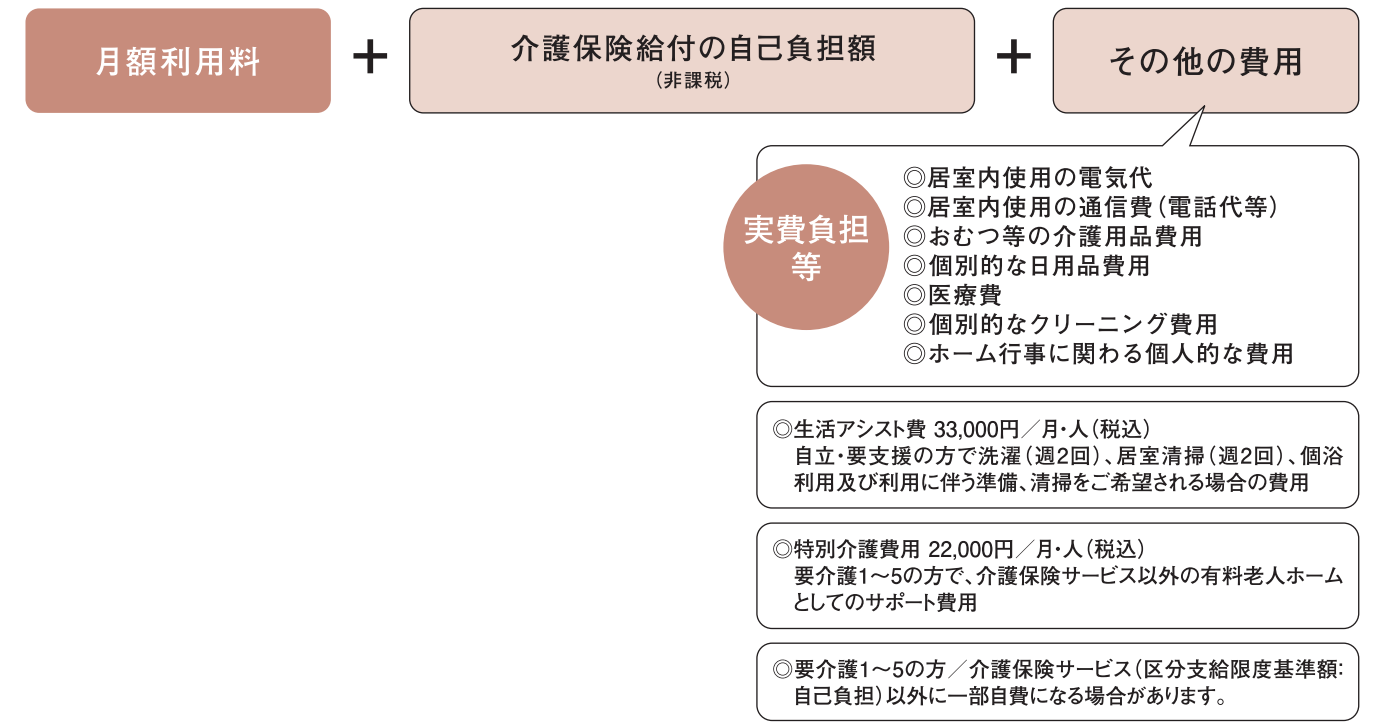 月額利用料
+
介護保険給付の自己負担額
（非課税）
+
その他の費用
実費負担
等
◎居室内使用の電気代
◎居室内使用の通信費（電話代等）
◎おむつ等の介護用品費用
◎個別的な日用品費用
◎医療費
◎個別的なクリーニング費用
◎ホーム行事に関わる個人的な費用
◎生活アシスト費 33,000円／月・人（税込）
自立・要支援の方で洗濯（週2回）、居室清掃（週2回）、個浴
利用及び利用に伴う準備、清掃をご希望される場合の費用
◎特別介護費用 22,000円／月・人（税込）
要介護1〜5の方で、介護保険サービス以外の有料老人ホーム
としてのサポート費用
◎要介護1〜5の方／介護保険サービス（区分支給限度基準額：
自己負担）以外に一部自費になる場合があります。